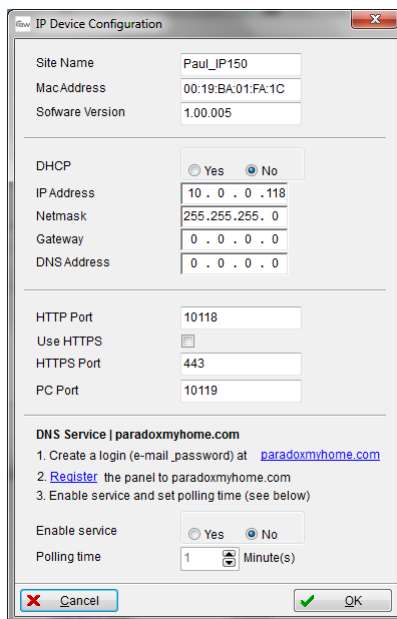 IP Device Configuration
Site Name Paul_IP150
MacAddress 00:19:BA:01:FA:1C
Sofware Version 1.00.005
DHCP Yes No
IP Address 10 . 0 . 0 .118
Netmask 255.255.255. 0
Gateway 0 . 0 . 0 . 0
DNS Address 0 . 0 . 0 . 0
HTTP Port 10118
Use HTTPS
HTTPS Port 443
PC Port 10119
DNS Service | paradoxmyhome.com
1. Create a login (e-mail ,password) at paradoxmyhome.com
2. Register the panel to paradoxmyhome.com
3. Enable service and set polling time (see below)
Enable service Yes No
Polling time 1 Minute(s)
Cancel OK